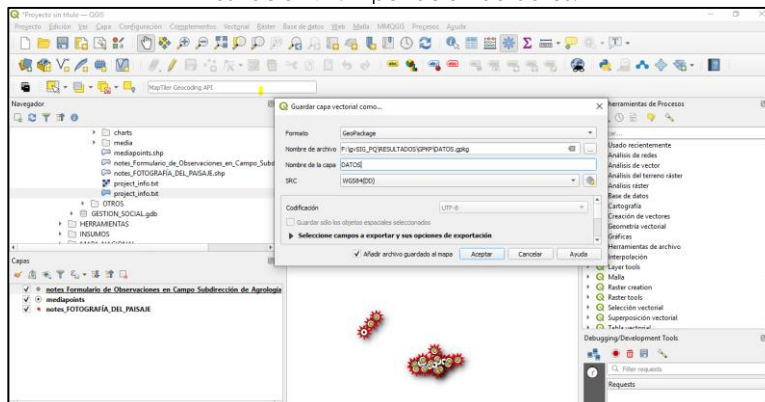 *Proyecto sin título — QGIS
Proyecto Edición Ver Capa Configuración Complementos Vectorial Ráster Base de datos Web Malla MMQGIS Procesos Ayuda
MapTiler Geocoding API
Navegador
charts
media
mediapoints.shp
notes_Formulario_de_Observaciones_en_Campo_Subd
notes_FOTOGRAFÍA_DEL_PAISAJE.shp
project_info.txt
project_info.txt
OTROS
GESTION_SOCIAL.gdb
HERRAMIENTAS
INSUMOS
Capas
notes Formulario de Observaciones en Campo Subdirección de Agrología
mediapoints
notes_FOTOGRAFÍA_DEL_PAISAJE
Guardar capa vectorial como...
Formato GeoPackage
Nombre de archivo F:\gvSIG_PQ\RESULTADOS\GPKP\DATOS.gpkg
Nombre de la capa DATOS
SRC WGS84(DD)
Codificación UTF-8
Guardar sólo los objetos espaciales seleccionados
Seleccione campos a exportar y sus opciones de exportación
Añadir archivo guardado al mapa Aceptar Cancelar Ayuda
herramientas de Procesos
Usado recientemente
Análisis de redes
Análisis de vector
Análisis del terreno ráster
Análisis ráster
Base de datos
Cartografía
Creación de vectores
Geometría vectorial
Gráficas
Herramientas de archivo
Interpolación
Layer tools
Malla
Raster creation
Raster tools
Selección vectorial
Superposición vectorial
Tabla vectorial
Debugging/Development Tools
Filter requests
Requests